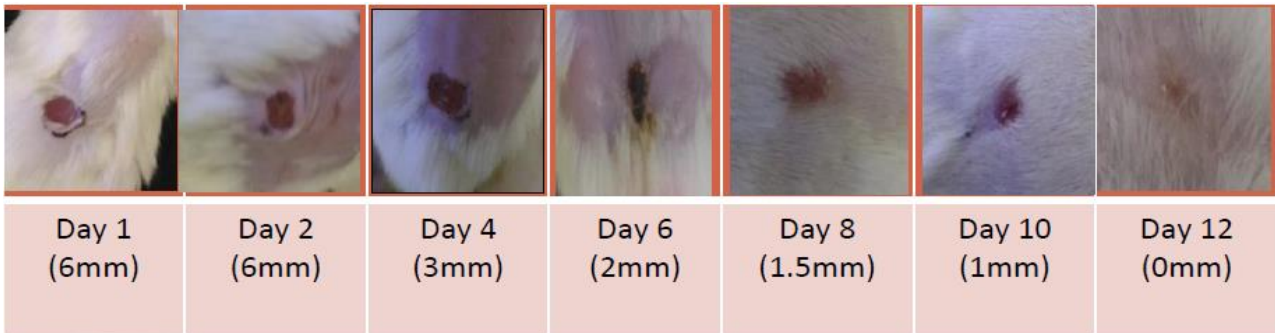 Day 1
(6mm)
Day 2
(6mm)
Day 4
(3mm)
Day 6
(2mm)
Day 8
(1.5mm)
Day 10
(1mm)
Day 12
(0mm)